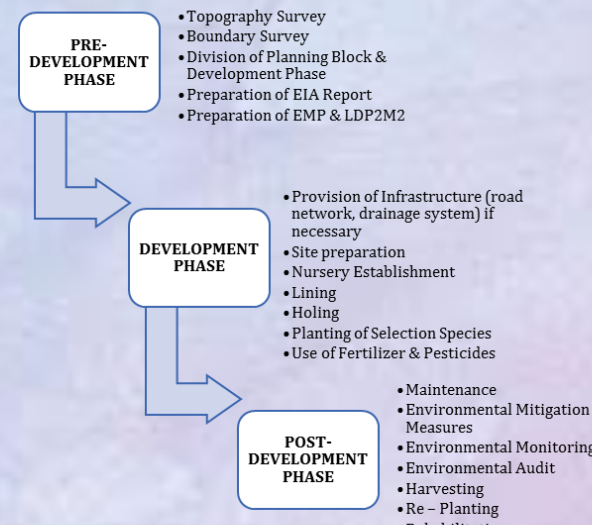 PRE-
DEVELOPMENT
PHASE
• Topography Survey
• Boundary Survey
• Division of Planning Block &
Development Phase
• Preparation of EIA Report
• Preparation of EMP & LDP2M2
DEVELOPMENT
PHASE
• Provision of Infrastructure (road
network, drainage system) if
necessary
• Site preparation
• Nursery Establishment
• Lining
• Holing
• Planting of Selection Species
• Use of Fertilizer & Pesticides
POST-
DEVELOPMENT
PHASE
• Maintenance
• Environmental Mitigation
Measures
• Environmental Monitoring
• Environmental Audit
• Harvesting
• Re – Planting